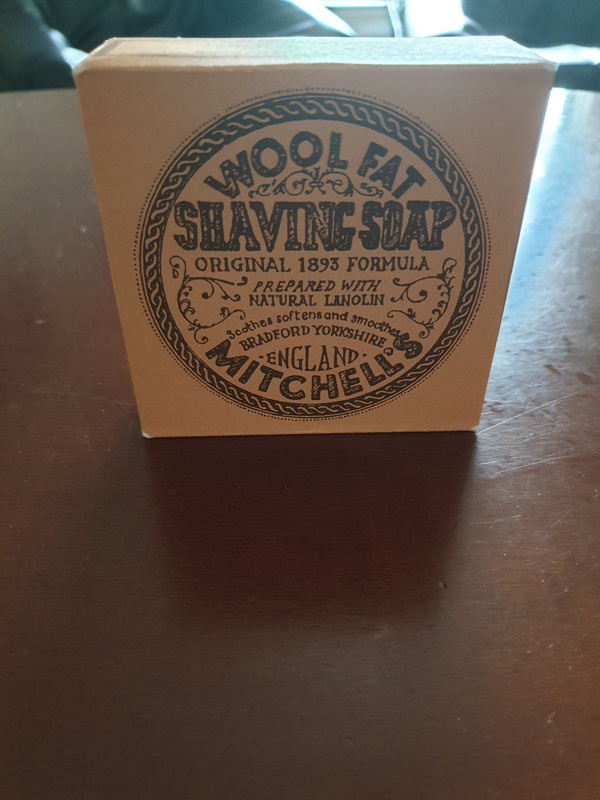 WOOL FAT
SHAVING SOAP
ORIGINAL 1893 FORMULA
PREPARED WITH
NATURAL LANOLIN
Soothes softens and smoothes
BRADFORD YORKSHIRE
·ENGLAND·
MITCHELL'S